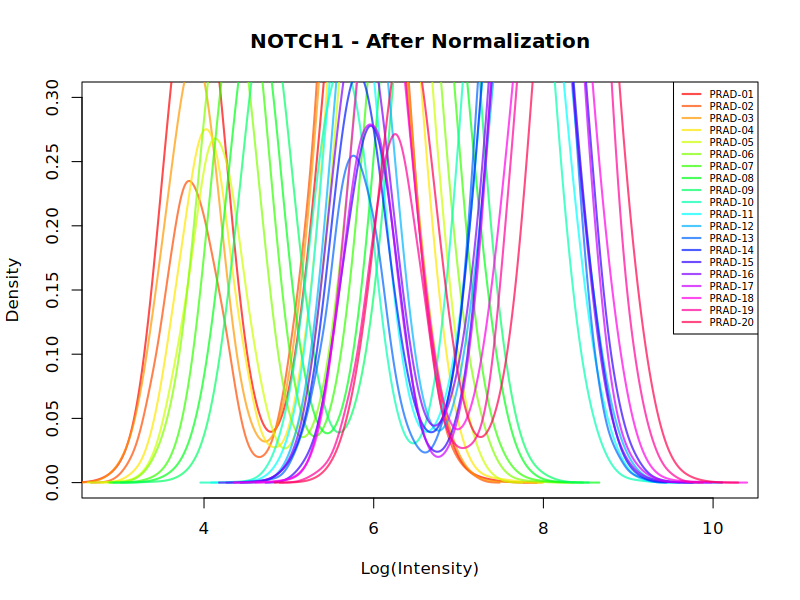 NOTCH1 - After Normalization
PRAD-01
PRAD-02
PRAD-03
PRAD-04
PRAD-05
PRAD-06
PRAD-07
PRAD-08
PRAD-09
PRAD-10
PRAD-11
PRAD-12
PRAD-13
PRAD-14
PRAD-15
PRAD-16
PRAD-17
PRAD-18
PRAD-19
PRAD-20
0.30
0.25
0.20
0.15
0.10
0.05
0.00
Density
4 6 8 10
Log(Intensity)